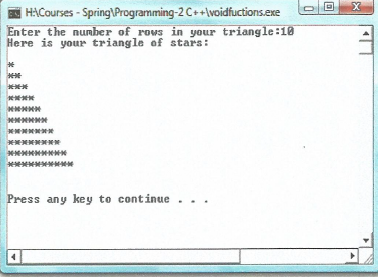 H:\Courses - Spring\Programming-2 C++\voidfuctions.exe
Enter the number of rows in your triangle:10
Here is your triangle of stars:
*
**
***
****
*****
******
*******
********
*********
**********
Press any key to continue . . .